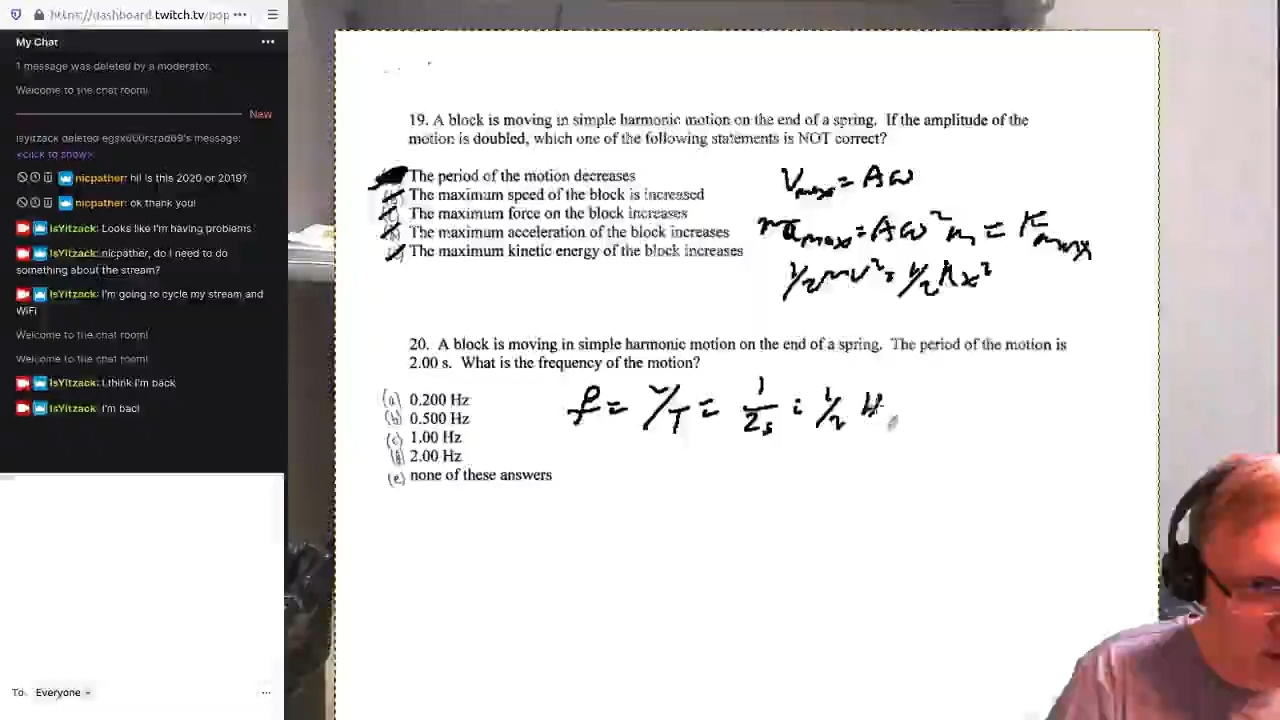 https://dashboard.twitch.tv/pop ···
My Chat
1 message was deleted by a moderator.
Welcome to the chat room!
New
isyitzack deleted message:
<click to show>
nicpather: hi! is this 2020 or 2019?
nicpather: ok thank you!
IsYitzack: Looks like I'm having problems
IsYitzack: nicpather, do I need to do
something about the stream?
IsYitzack: I'm going to cycle my stream and
WiFi
Welcome to the chat room!
Welcome to the chat room!
IsYitzack: I think I'm back
IsYitzack: I'm bac!
To: Everyone
19. A block is moving in simple harmonic motion on the end of a spring. If the amplitude of the
motion is doubled, which one of the following statements is NOT correct?
The period of the motion decreases
The maximum speed of the block is increased
The maximum force on the block increases
The maximum acceleration of the block increases
The maximum kinetic energy of the block increases
Vmax = Aω
m amax = Aω²m = Fmax
1/2 mv² = 1/2 kx²
20. A block is moving in simple harmonic motion on the end of a spring. The period of the motion is
2.00 s. What is the frequency of the motion?
(a) 0.200 Hz
(b) 0.500 Hz
(c) 1.00 Hz
(d) 2.00 Hz
(e) none of these answers
f = 1/T = 1/2s = 1/2 H